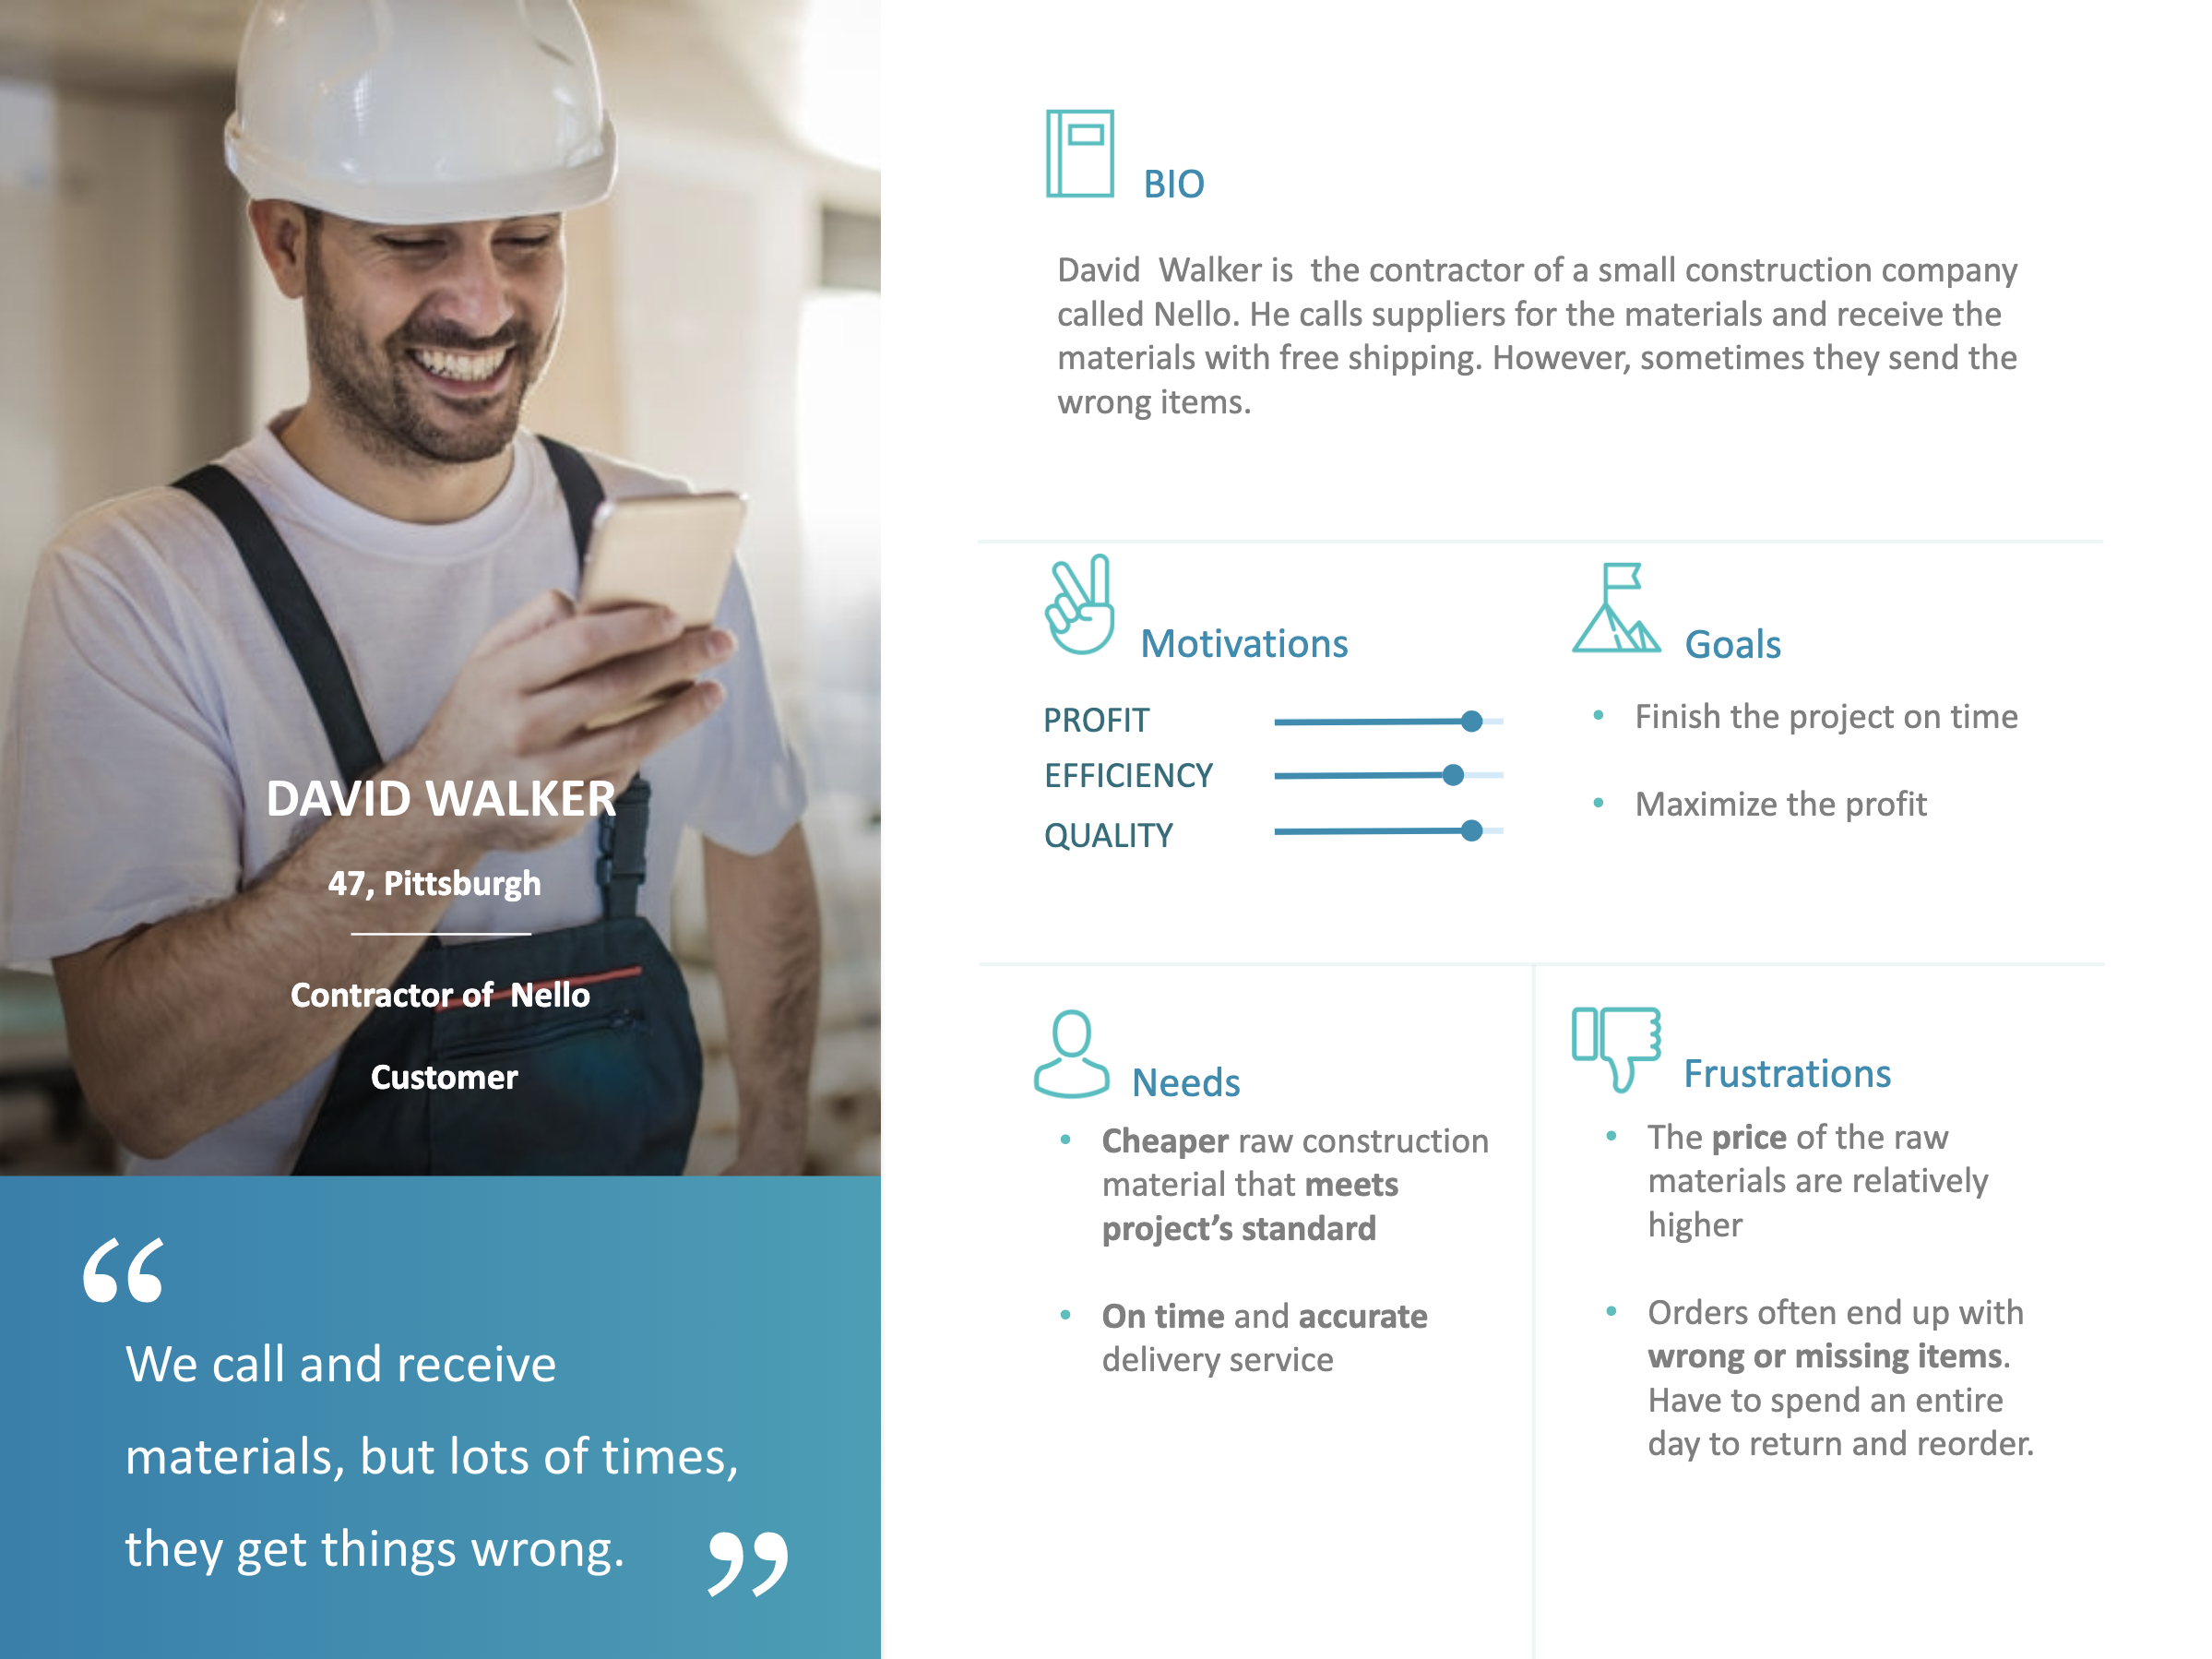 DAVID WALKER
47, Pittsburgh
Contractor of  Nello
Customer
“
We call and receive
materials, but lots of times,
they get things wrong.
”
BIO
David  Walker is  the contractor of a small construction company
called Nello. He calls suppliers for the materials and receive the
materials with free shipping. However, sometimes they send the
wrong items.
Motivations
PROFIT
EFFICIENCY
QUALITY
Goals
• Finish the project on time
• Maximize the profit
Needs
• Cheaper raw construction
material that meets
project’s standard
• On time and accurate
delivery service
Frustrations
• The price of the raw
materials are relatively
higher
• Orders often end up with
wrong or missing items.
Have to spend an entire
day to return and reorder.